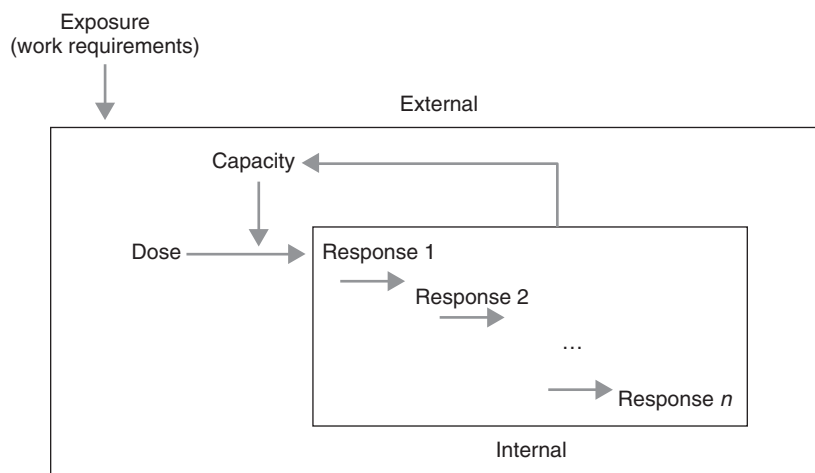 Exposure
(work requirements)
External
Capacity
Dose
Response 1
Response 2
...
Response n
Internal